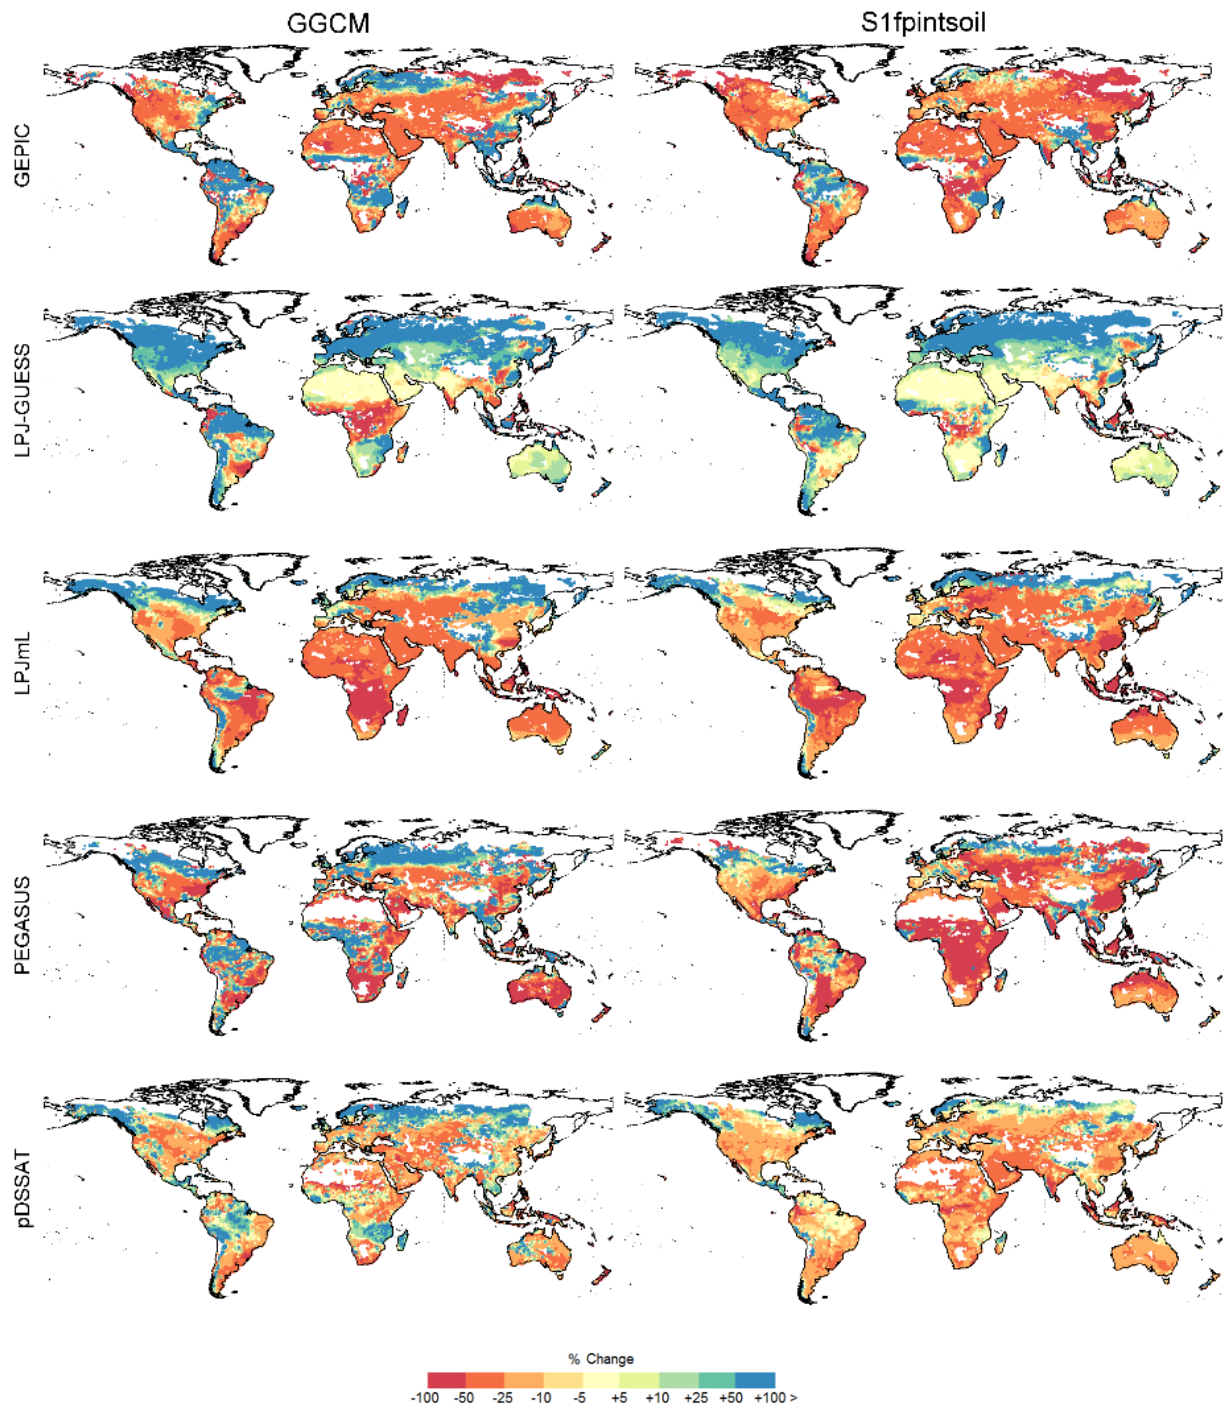 GGCM S1fpintsoil
GEPIC
LPJ-GUESS
LPJmL
PEGASUS
pDSSAT
% Change
-100 -50 -25 -10 -5 +5 +10 +25 +50 +100 >